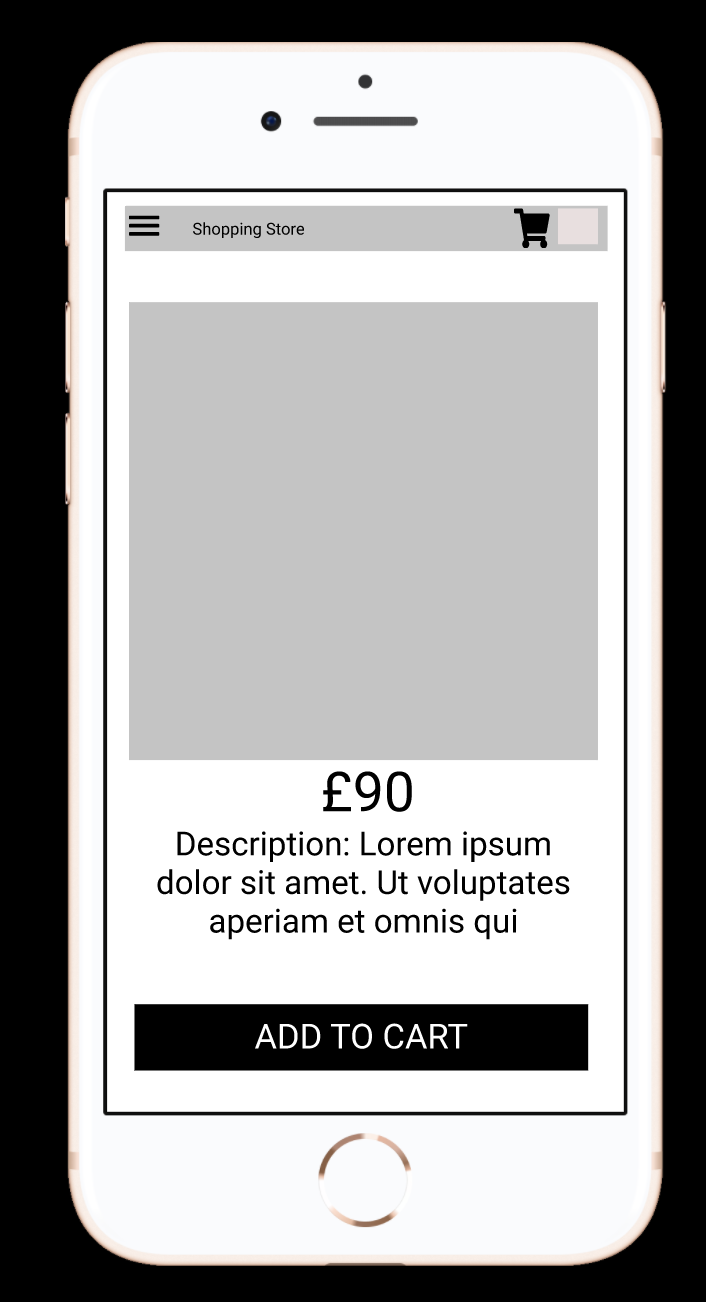 Shopping Store
£90
Description: Lorem ipsum
dolor sit amet. Ut voluptates
aperiam et omnis qui
ADD TO CART